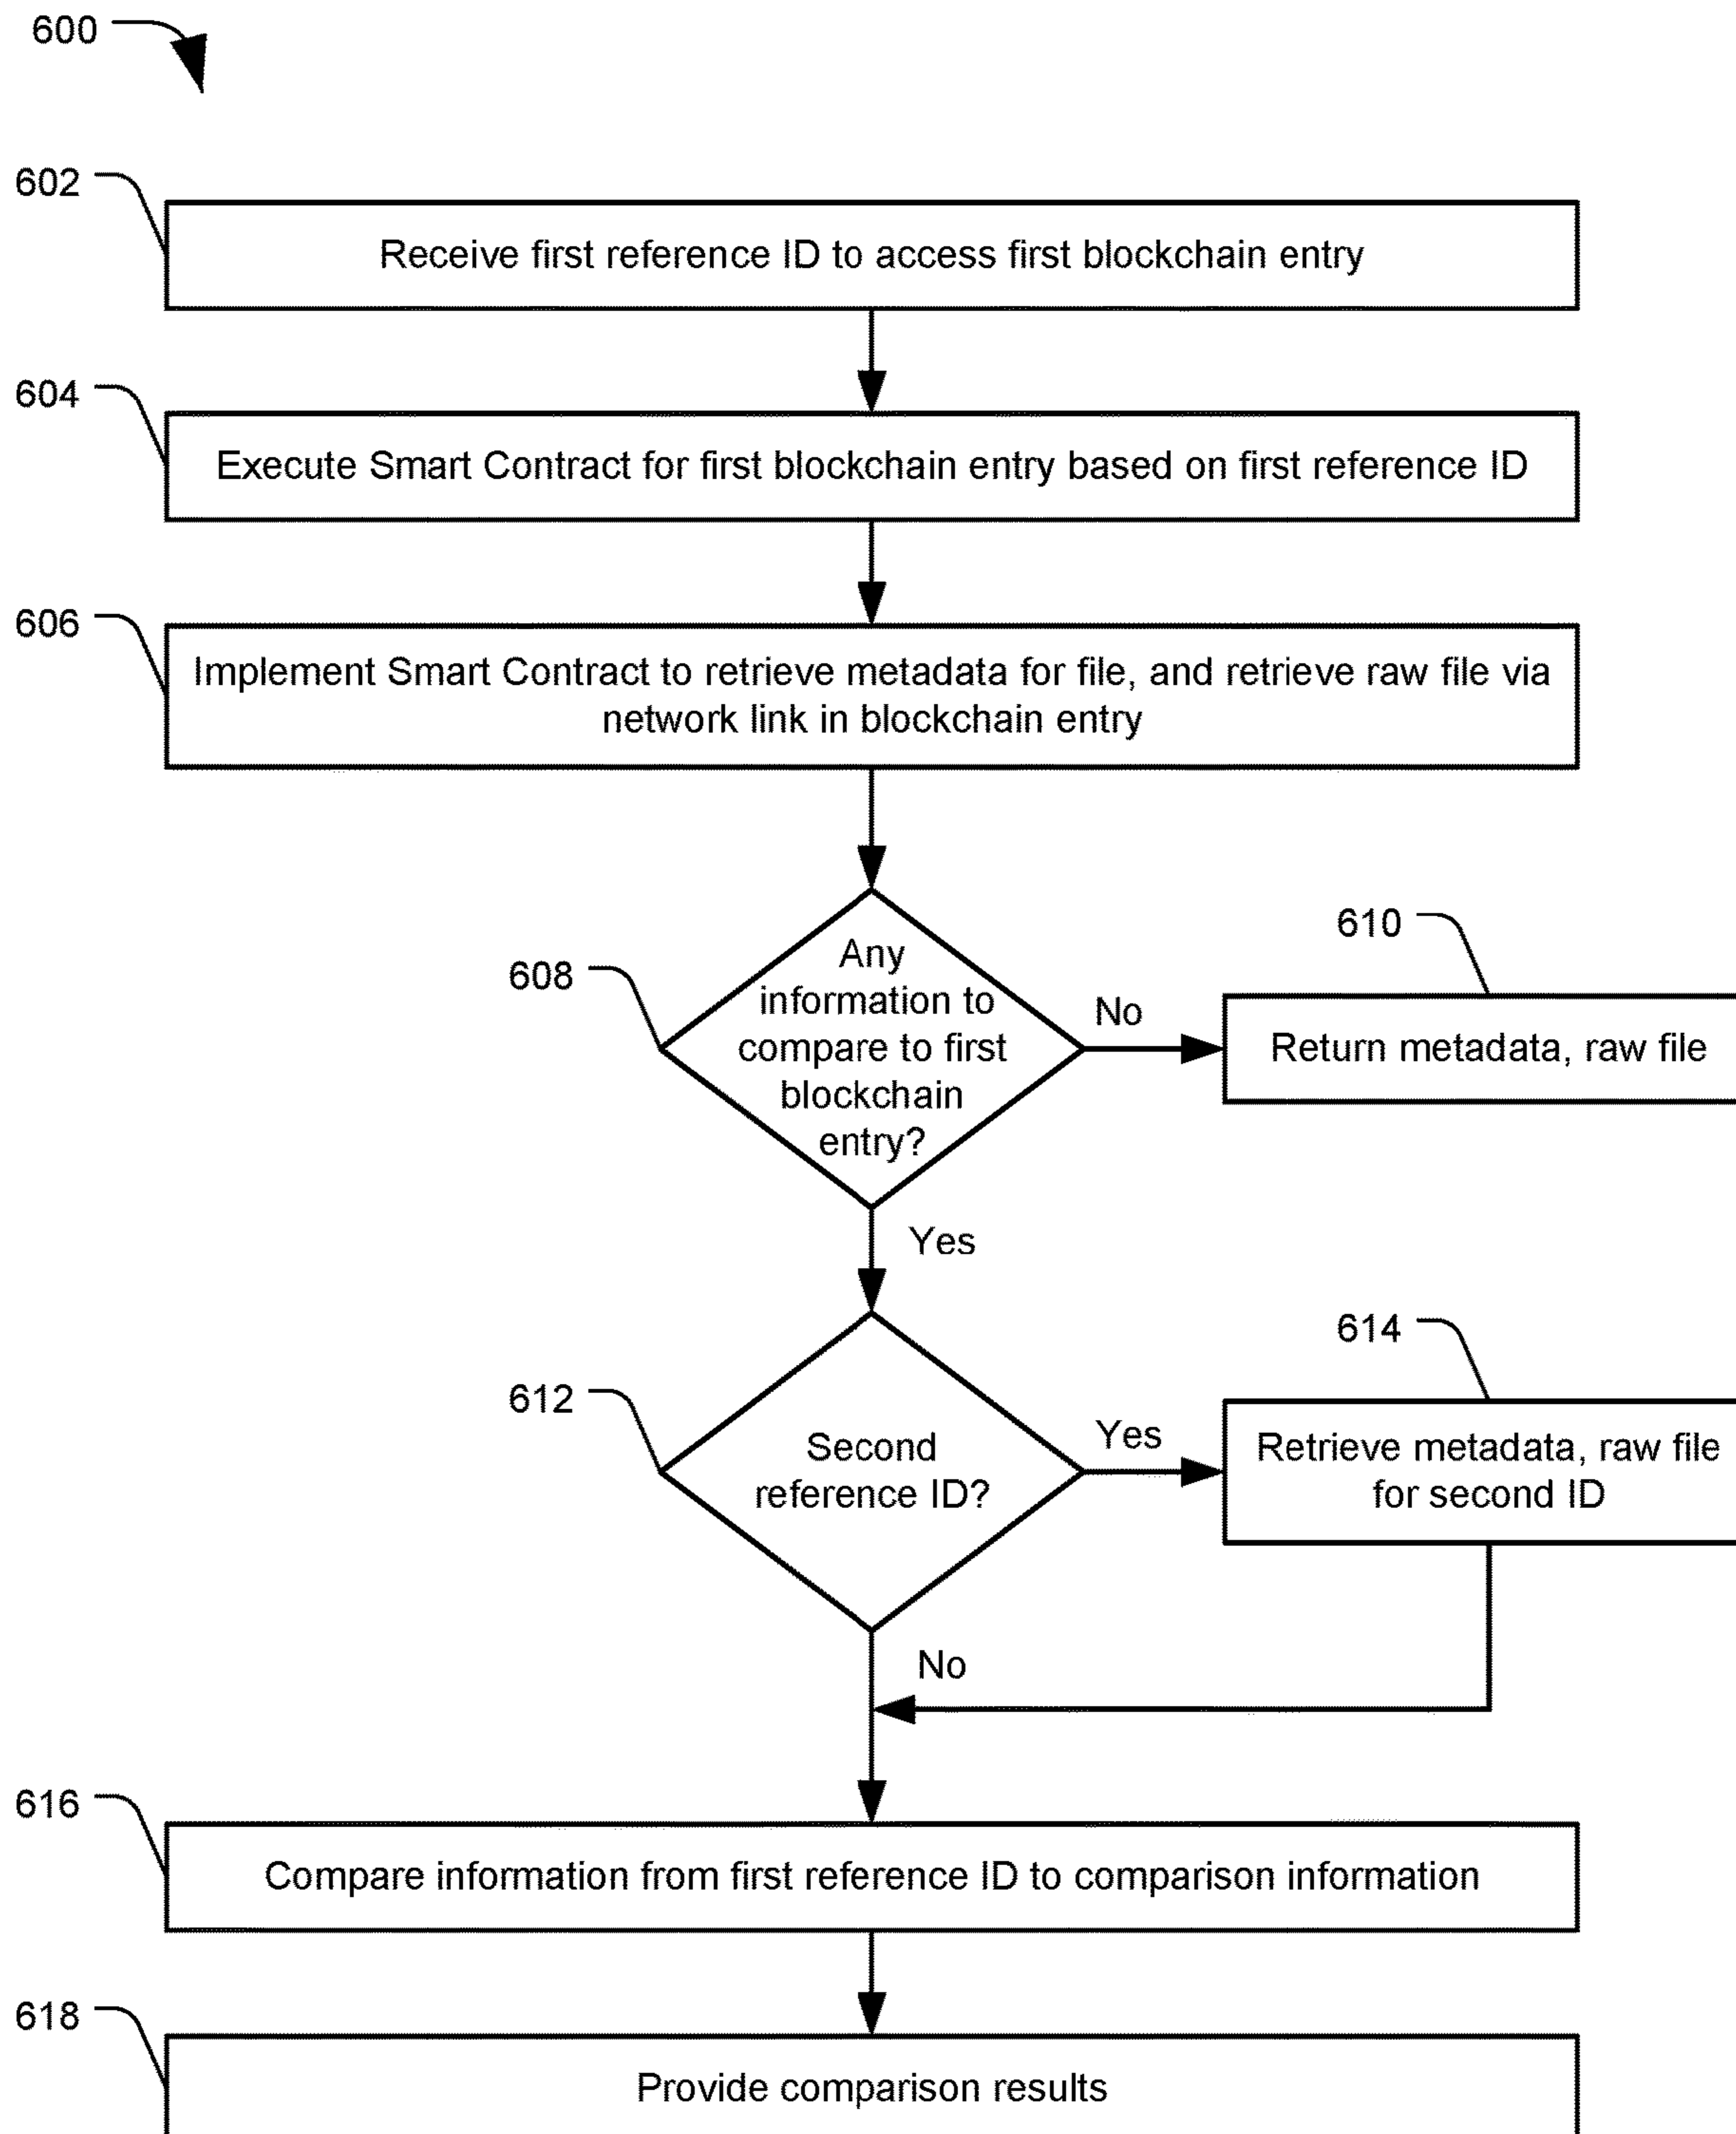 600
602
Receive first reference ID to access first blockchain entry
604
Execute Smart Contract for first blockchain entry based on first reference ID
606
Implement Smart Contract to retrieve metadata for file, and retrieve raw file via
network link in blockchain entry
608
Any
information to
compare to first
blockchain
entry?
No
610
Return metadata, raw file
Yes
612
Second
reference ID?
Yes
614
Retrieve metadata, raw file
for second ID
No
616
Compare information from first reference ID to comparison information
618
Provide comparison results